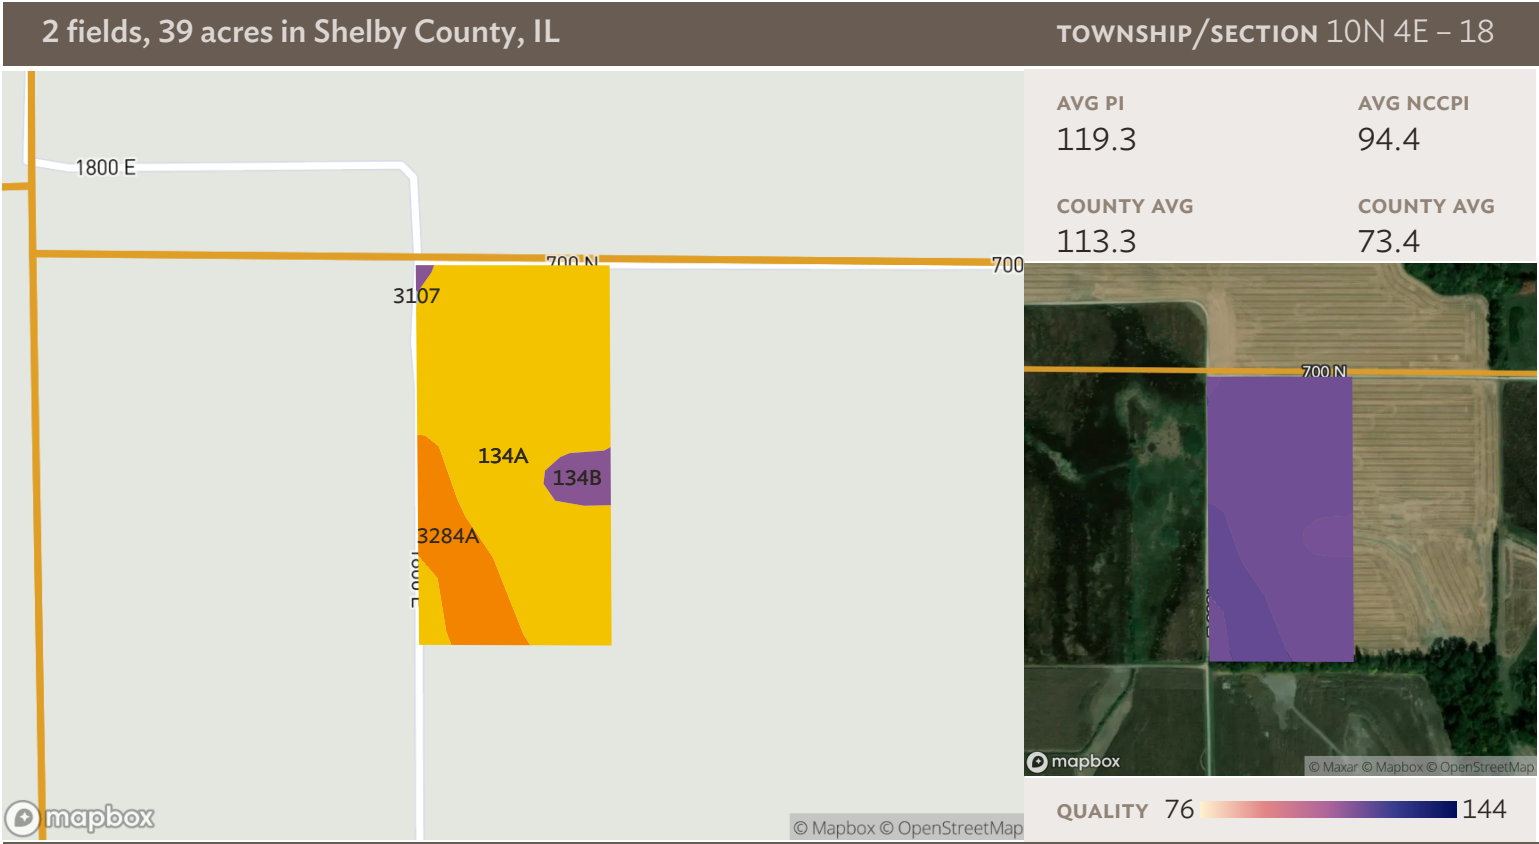 2 fields, 39 acres in Shelby County, IL
TOWNSHIP/SECTION 10N 4E – 18
AVG PI
119.3
AVG NCCPI
94.4
COUNTY AVG
113.3
COUNTY AVG
73.4
1800 E
700 N
700
3107
134A
134B
3284A
mapbox
© Mapbox © OpenStreetMap
700 N
mapbox
© Maxar © Mapbox © OpenStreetMap
QUALITY 76 144